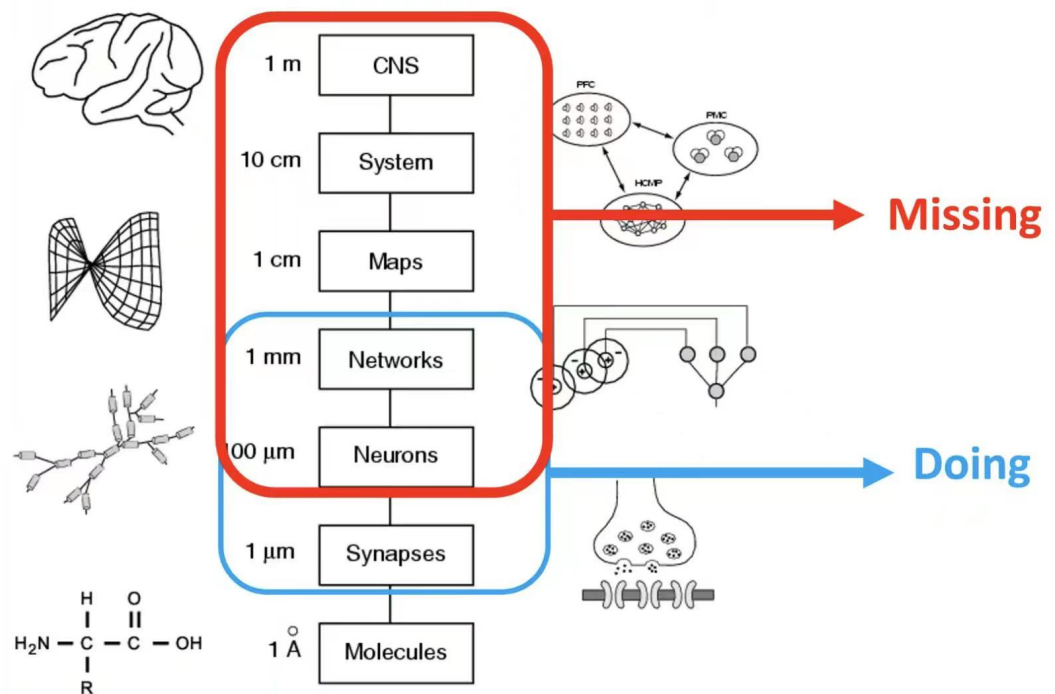 1 m
CNS
PFC
PMC
10 cm
System
HCMP
Missing
1 cm
Maps
1 mm
Networks
- -
- + +
+
00 μm
Neurons
Doing
1 μm
Synapses
H O
H₂N – C – C – OH
R
1 Å
Molecules